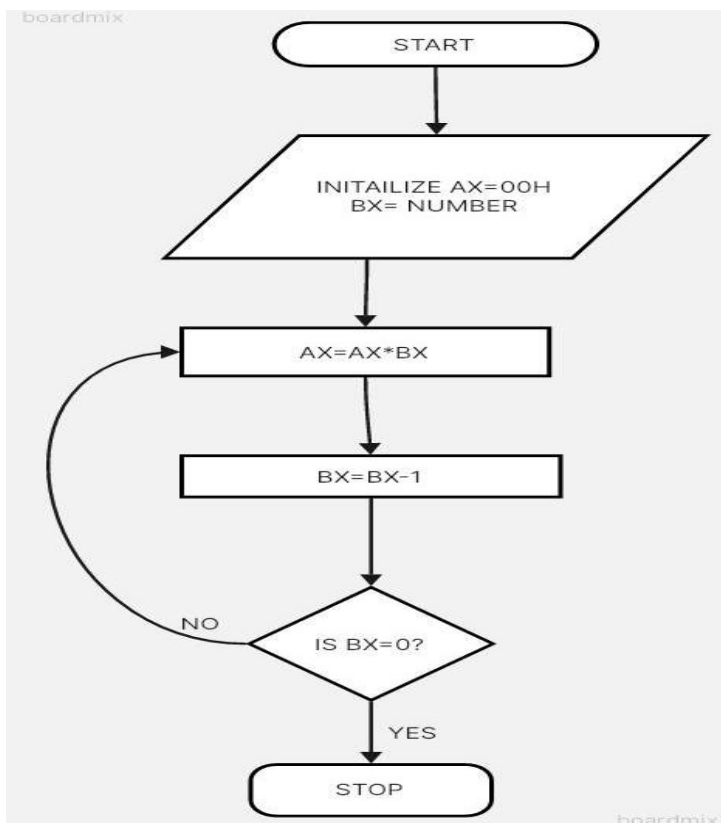 boardmix
START
INITAILIZE AX=00H
BX= NUMBER
AX=AX*BX
BX=BX-1
NO
IS BX=0?
YES
STOP
boardmix